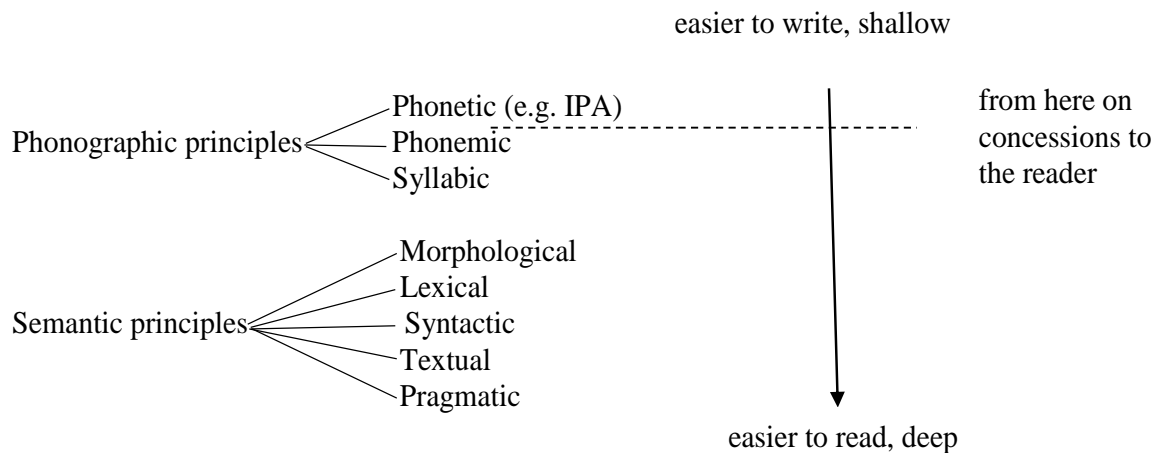 easier to write, shallow
Phonetic (e.g. IPA)
from here on
concessions to
the reader
Phonographic principles
Phonemic
Syllabic
Morphological
Lexical
Semantic principles
Syntactic
Textual
Pragmatic
easier to read, deep